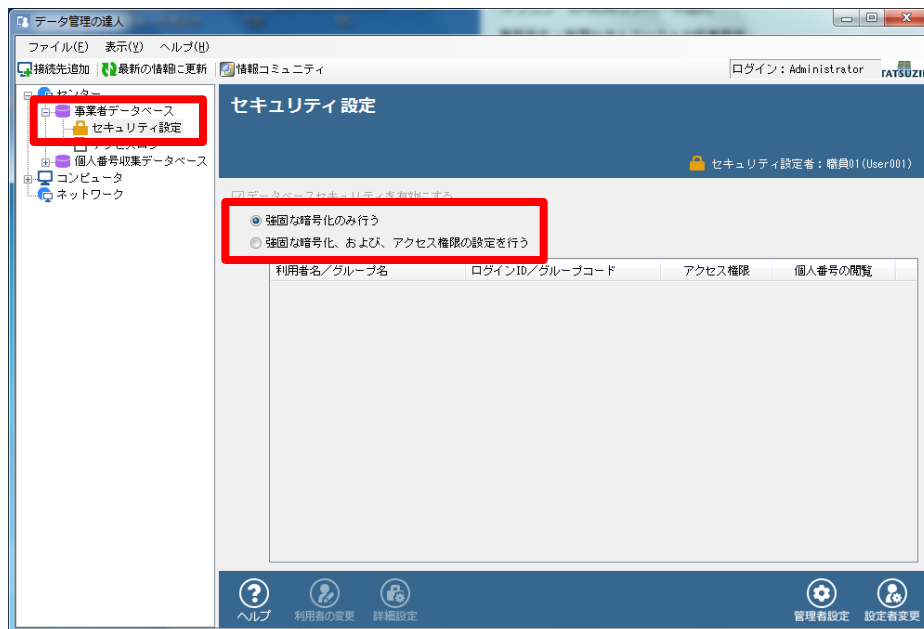 データ管理の達人
ファイル(F) 表示(V) ヘルプ(H)
接続先追加 最新の情報に更新 情報コミュニティ
ログイン：Administrator
センター
事業者データベース
セキュリティ設定
アクセスログ
個人番号収集データベース
コンピュータ
ネットワーク
セキュリティ設定
セキュリティ設定者：職員01(User001)
データベースセキュリティを有効にする
強固な暗号化のみ行う
強固な暗号化、および、アクセス権限の設定を行う
利用者名／グループ名 ログインID／グループコード アクセス権限 個人番号の閲覧
ヘルプ 利用者の変更 詳細設定 管理者設定 設定者変更